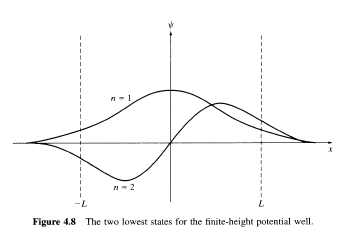 ψ
n = 1
x
n = 2
−L
L
Figure 4.8 The two lowest states for the finite-height potential well.